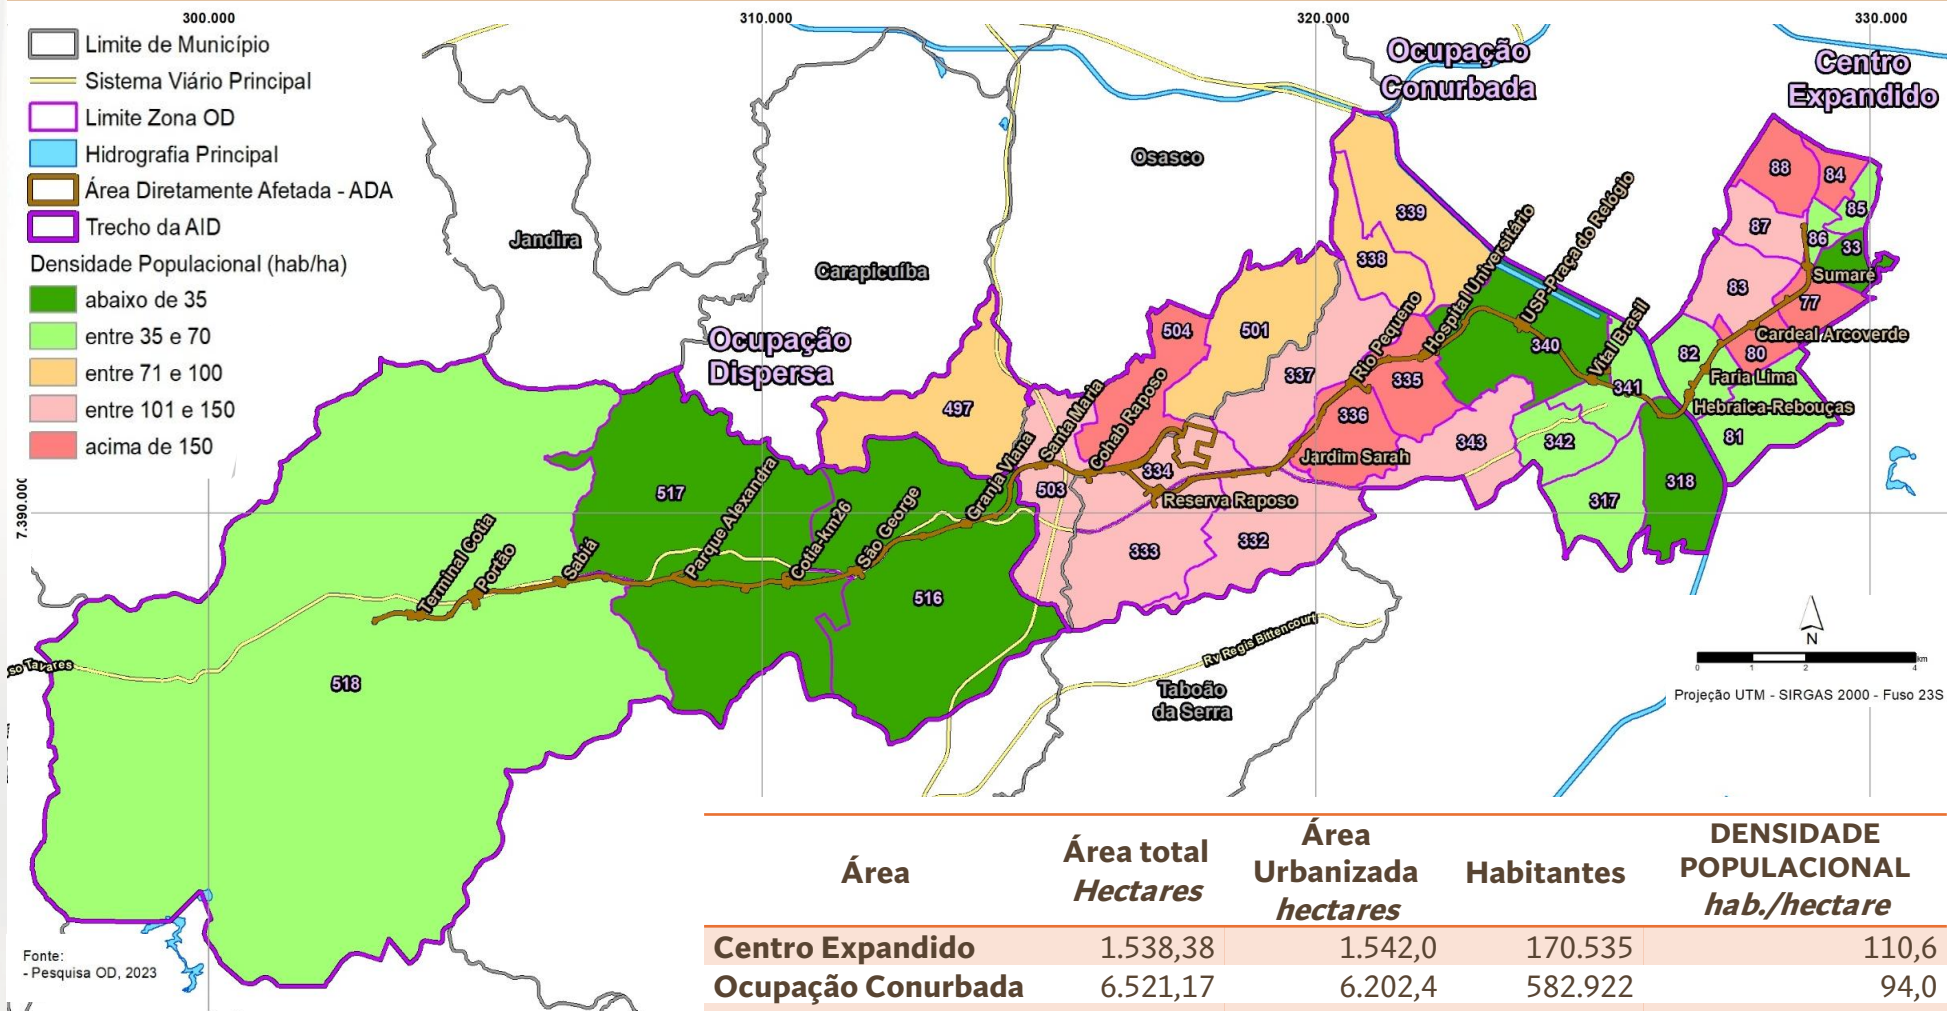 300.000
310.000
320.000
330.000
7.390.000
Limite de Município
Sistema Viário Principal
Limite Zona OD
Hidrografia Principal
Área Diretamente Afetada - ADA
Trecho da AID
Densidade Populacional (hab/ha)
abaixo de 35
entre 35 e 70
entre 71 e 100
entre 101 e 150
acima de 150
Ocupação
Conurbada
Centro
Expandido
Ocupação
Dispersa
Jandira
Carapicuíba
Osasco
Taboão
da Serra
88
84
85
87
86
33
83
77
82
80
81
339
338
340
341
342
343
317
318
337
335
336
334
333
332
504
501
503
497
517
516
518
Terminal Cotia
Portão
Sabiá
Parque Alexandra
Cotia-km26
São George
Granja Viana
Santa Maria
Cohab Raposo
Reserva Raposo
Jardim Sarah
Rio Pequeno
Hospital Universitário
USP-Praça do Relógio
Vital Brasil
Hebraica-Rebouças
Faria Lima
Cardeal Arcoverde
Sumaré
so Tavares
Rv Regis Bittencourt
N
0 1 2 4 km
Projeção UTM - SIRGAS 2000 - Fuso 23S
Fonte:
- Pesquisa OD, 2023
Área Área total Hectares Área Urbanizada hectares Habitantes DENSIDADE POPULACIONAL hab./hectare
Centro Expandido 1.538,38 1.542,0 170.535 110,6
Ocupação Conurbada 6.521,17 6.202,4 582.922 94,0